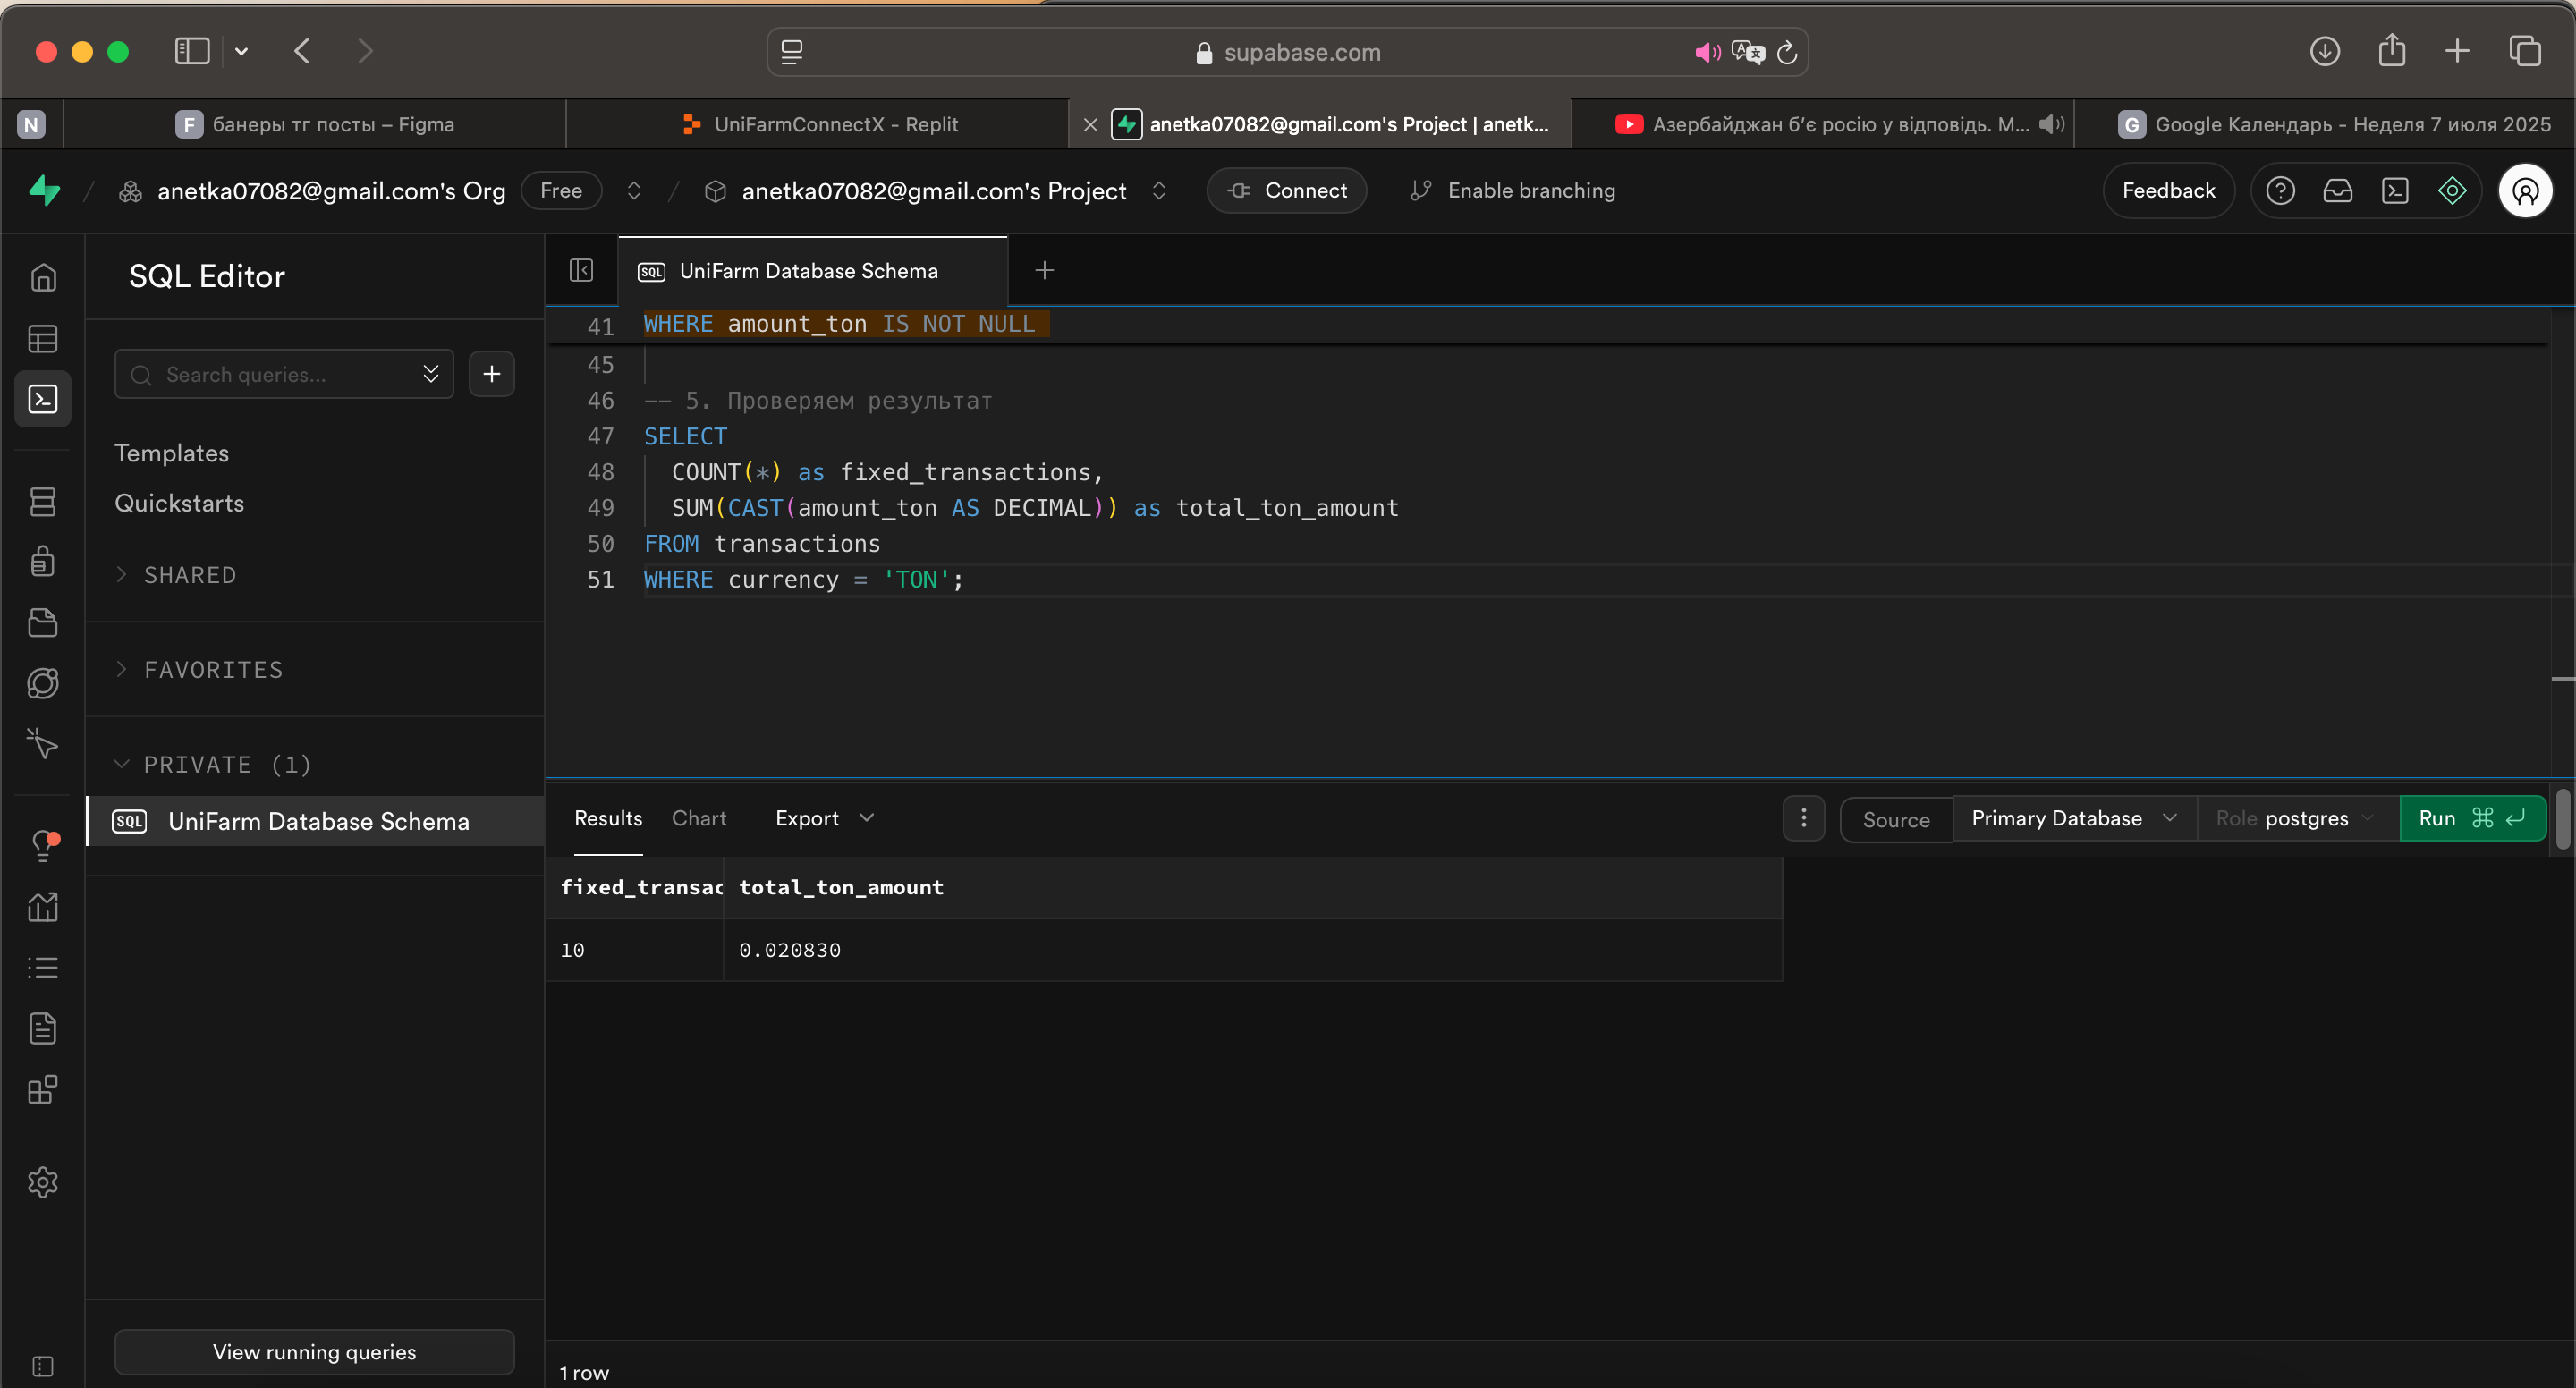 supabase.com
N
F банеры тг посты – Figma
UniFarmConnectX - Replit
anetka07082@gmail.com's Project | anetk...
Азербайджан б’є росію у відповідь. М...
G Google Календарь - Неделя 7 июля 2025
/ anetka07082@gmail.com's Org Free / anetka07082@gmail.com's Project Connect Enable branching
Feedback
SQL Editor
SQL UniFarm Database Schema
Search queries...
Templates
Quickstarts
SHARED
FAVORITES
PRIVATE (1)
SQL UniFarm Database Schema
View running queries
41 WHERE amount_ton IS NOT NULL
45
46 -- 5. Проверяем результат
47 SELECT
48 COUNT(*) as fixed_transactions,
49 SUM(CAST(amount_ton AS DECIMAL)) as total_ton_amount
50 FROM transactions
51 WHERE currency = 'TON';
Results Chart Export
Source Primary Database Role postgres Run ⌘
fixed_transac total_ton_amount
10 0.020830
1 row